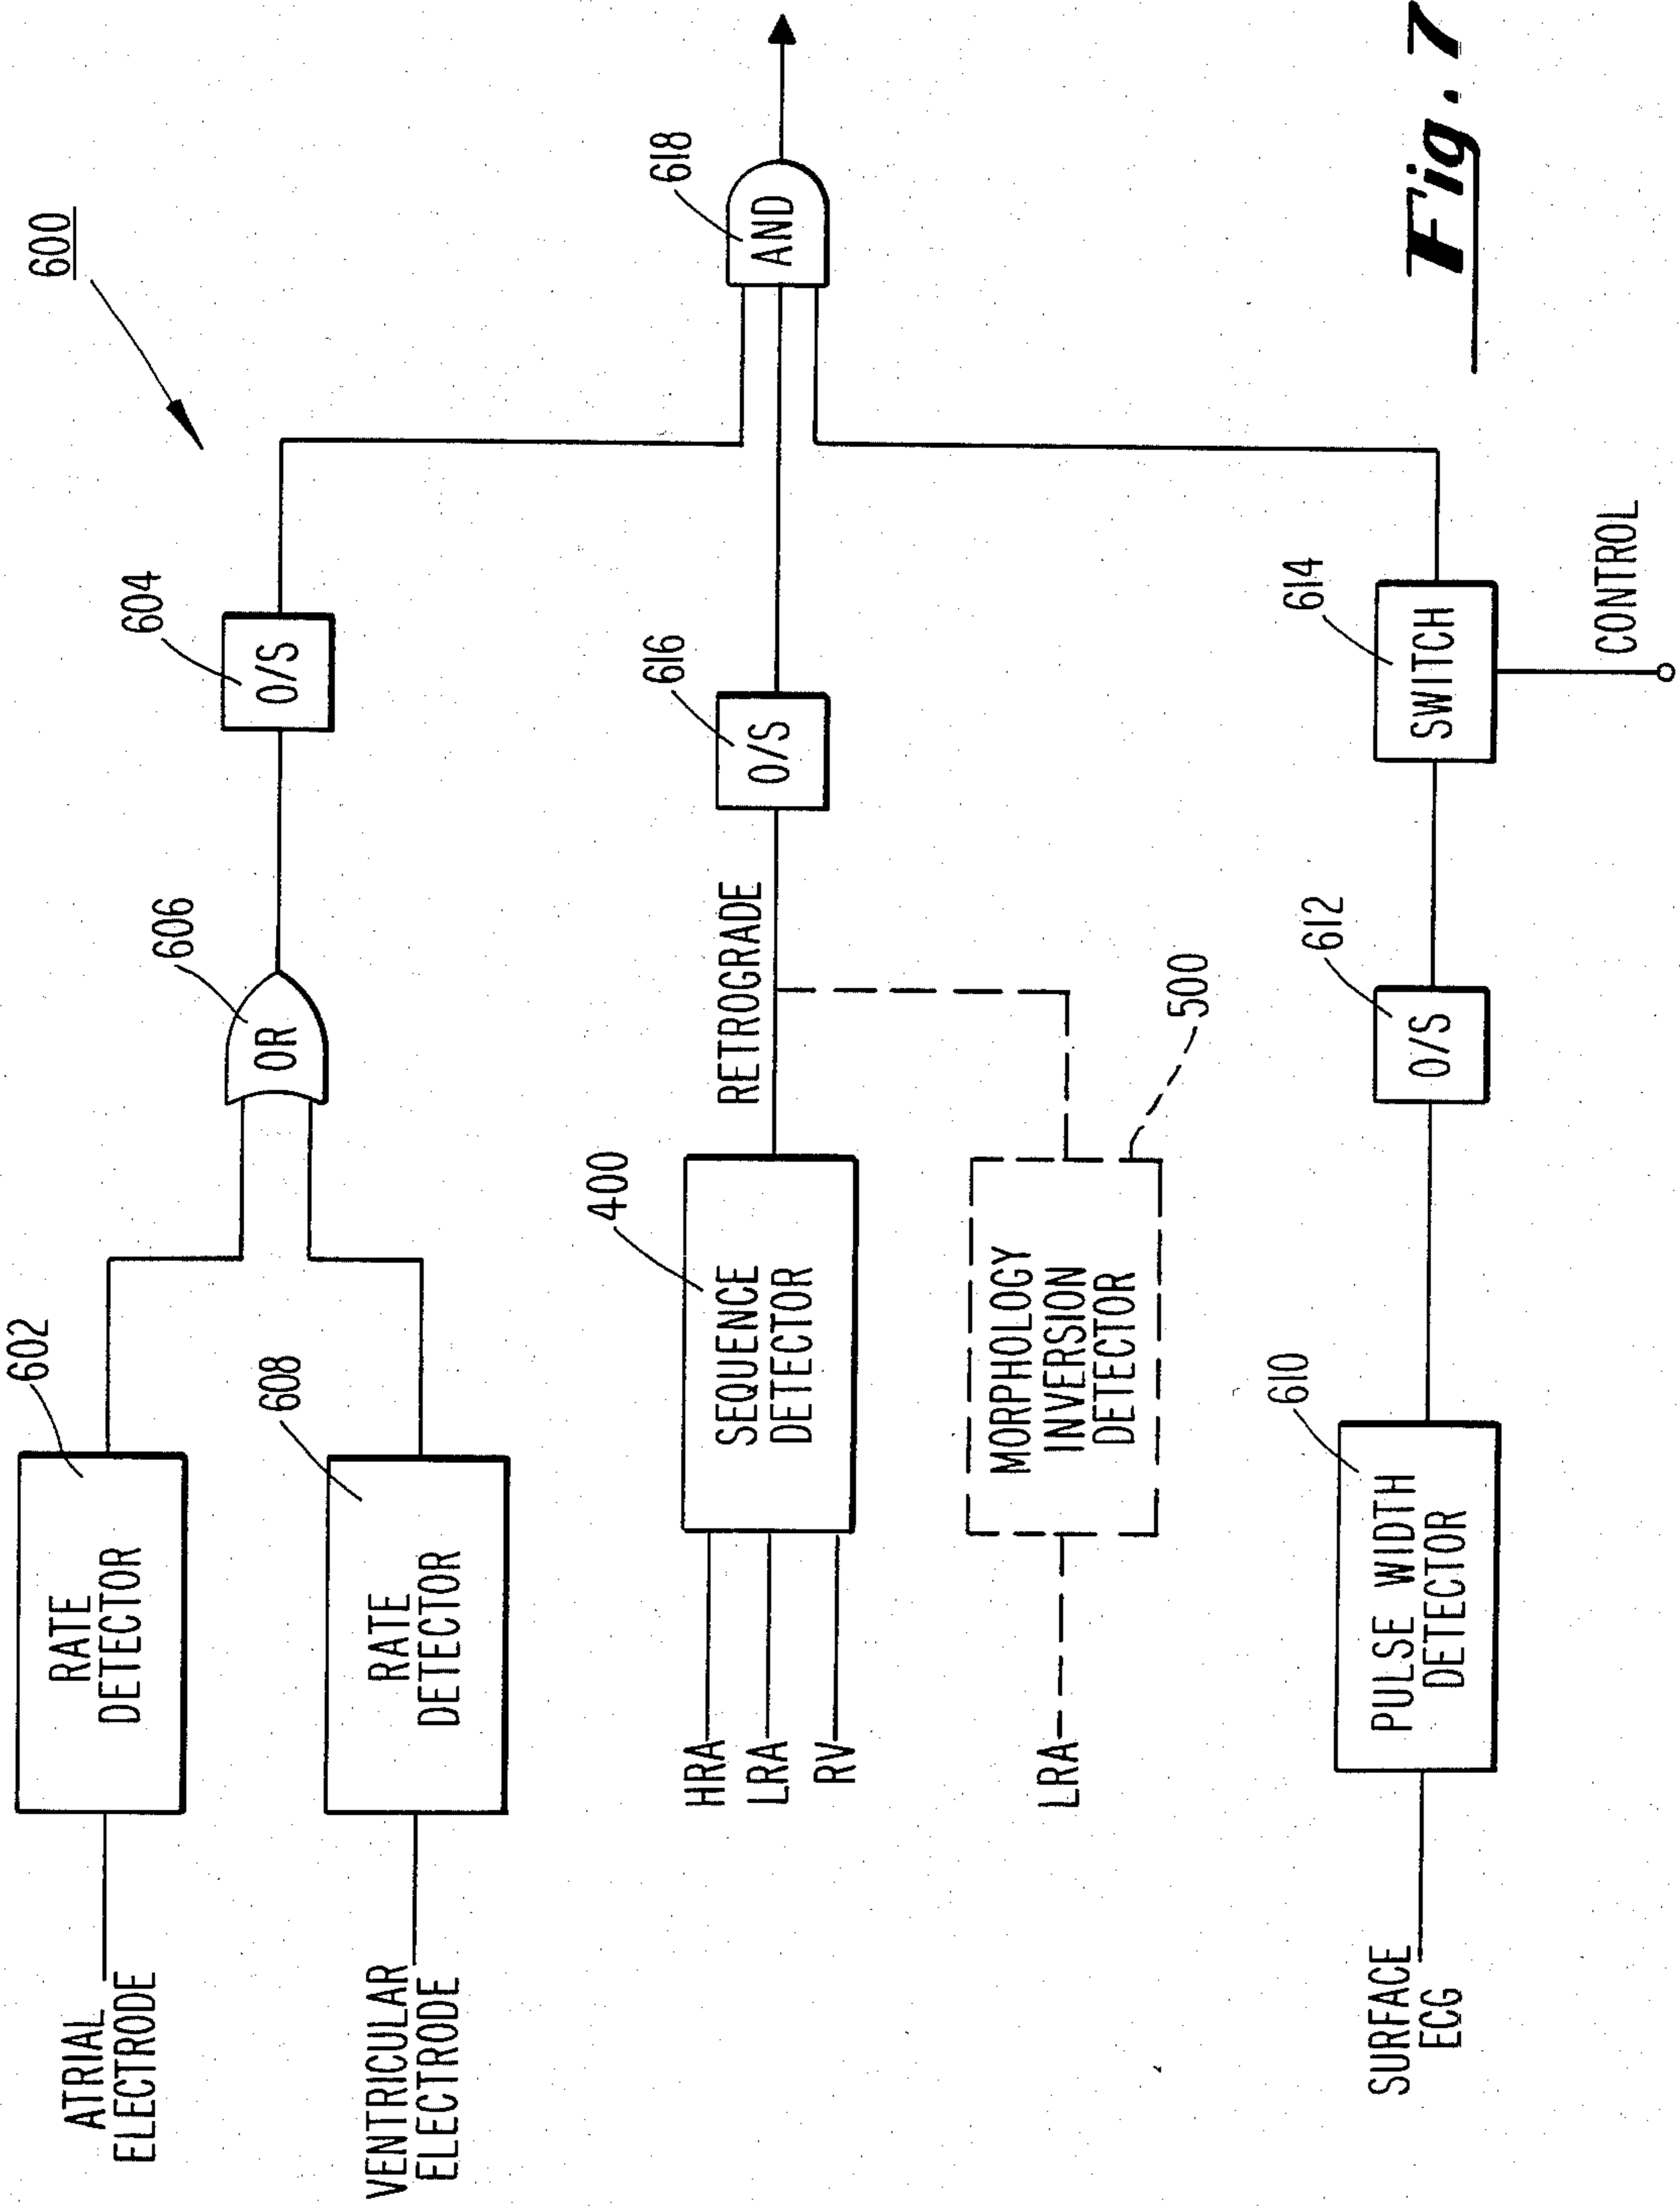 600
602
ATRIAL
ELECTRODE
RATE
DETECTOR
608
VENTRICULAR
ELECTRODE
RATE
DETECTOR
606
OR
604
O/S
HRA
LRA
RV
400
SEQUENCE
DETECTOR
RETROGRADE
616
O/S
618
AND
LRA
MORPHOLOGY
INVERSION
DETECTOR
500
SURFACE
ECG
610
PULSE WIDTH
DETECTOR
612
O/S
614
SWITCH
CONTROL
Fig. 7